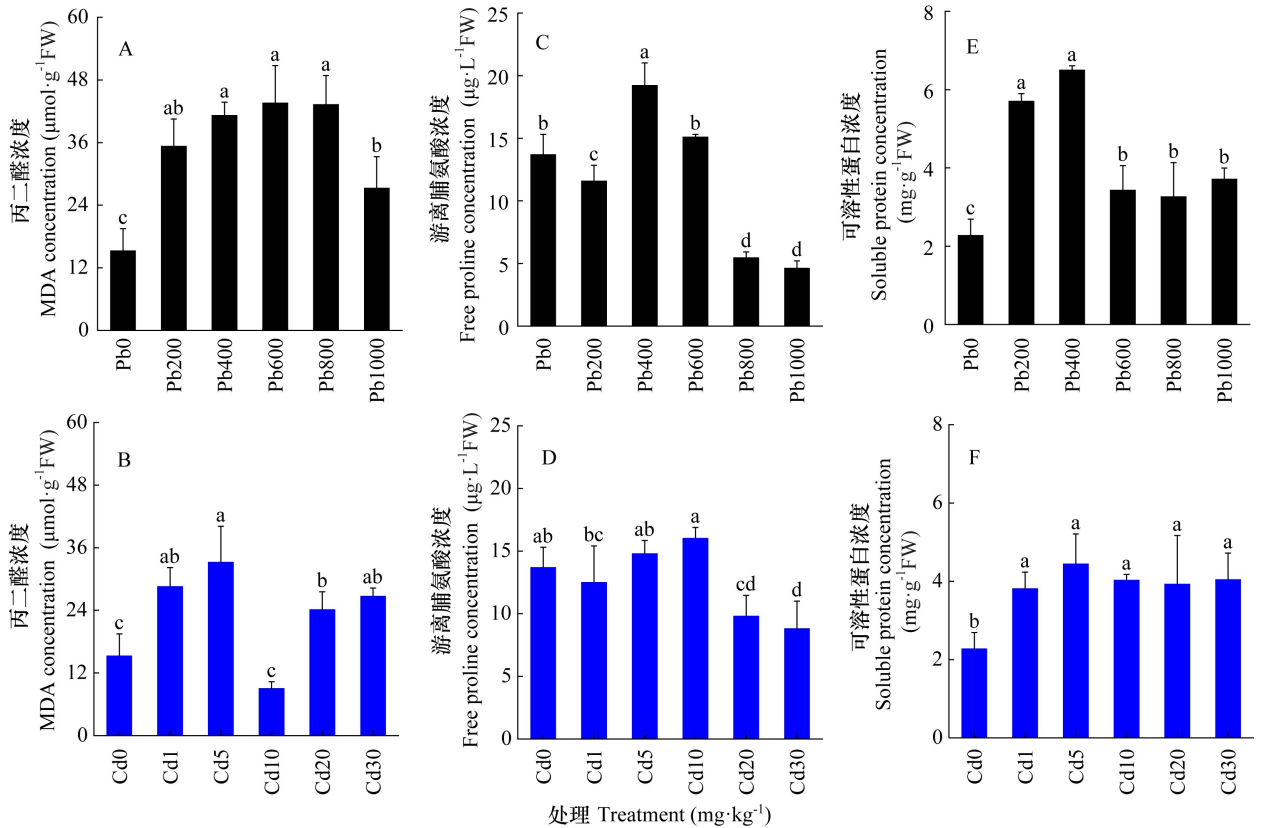 60
48
36
24
12
0
A
c
ab
a
a
a
b
丙二醛浓度
MDA concentration (μmol·g⁻¹FW)
Pb0
Pb200
Pb400
Pb600
Pb800
Pb1000
25
20
15
10
5
0
C
b
c
a
b
d
d
游离脯氨酸浓度
Free proline concentration (μg·L⁻¹FW)
Pb0
Pb200
Pb400
Pb600
Pb800
Pb1000
8
6
4
2
0
E
c
a
a
b
b
b
可溶性蛋白浓度
Soluble protein concentration
(mg·g⁻¹FW)
Pb0
Pb200
Pb400
Pb600
Pb800
Pb1000
60
48
36
24
12
0
B
c
ab
a
c
b
ab
丙二醛浓度
MDA concentration (μmol·g⁻¹FW)
Cd0
Cd1
Cd5
Cd10
Cd20
Cd30
25
20
15
10
5
0
D
ab
bc
ab
a
cd
d
游离脯氨酸浓度
Free proline concentration (μg·L⁻¹FW)
Cd0
Cd1
Cd5
Cd10
Cd20
Cd30
8
6
4
2
0
F
b
a
a
a
a
a
可溶性蛋白浓度
Soluble protein concentration
(mg·g⁻¹FW)
Cd0
Cd1
Cd5
Cd10
Cd20
Cd30
处理 Treatment (mg·kg⁻¹)